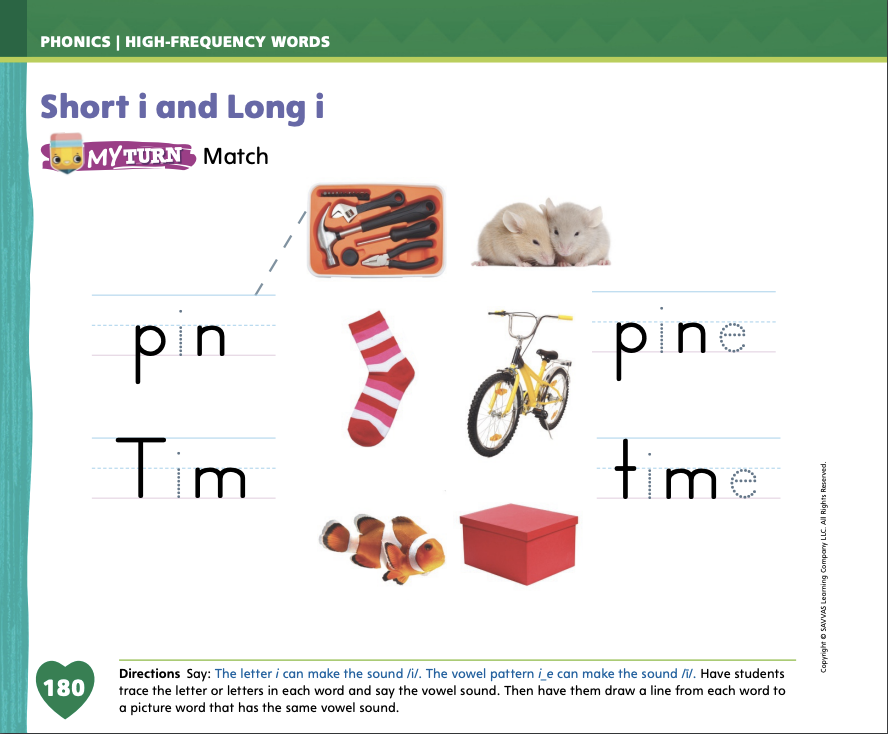 PHONICS | HIGH-FREQUENCY WORDS
Short i and Long i
MY TURN Match
pin
pine
Tim
time
Copyright © SAVVAS Learning Company LLC. All Rights Reserved.
180
Directions Say: The letter i can make the sound /i/. The vowel pattern i_e can make the sound /ī/. Have students
trace the letter or letters in each word and say the vowel sound. Then have them draw a line from each word to
a picture word that has the same vowel sound.